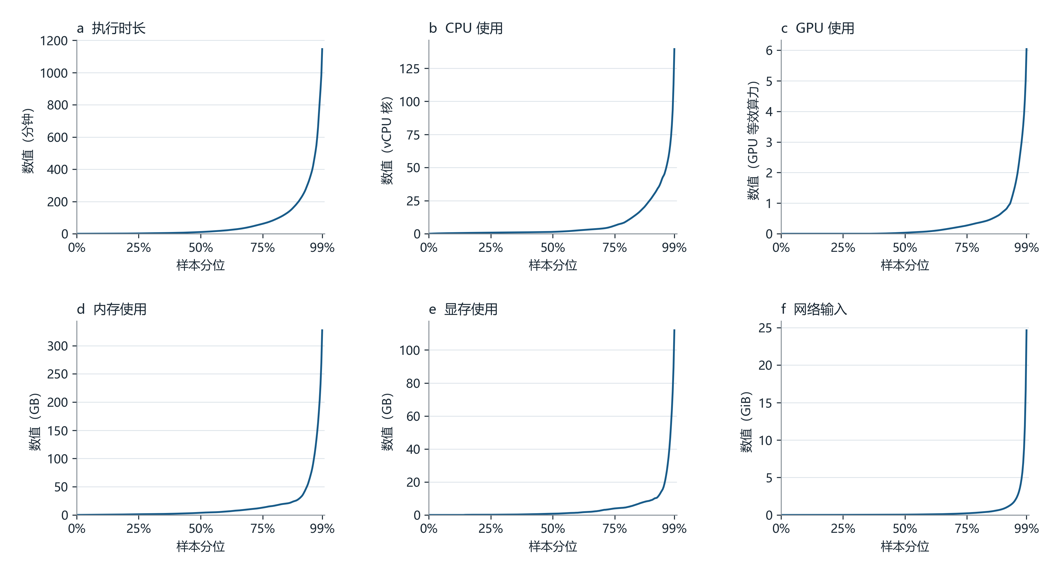 a 执行时长
数值（分钟）
1200
1000
800
600
400
200
0
0% 25% 50% 75% 99%
样本分位
b CPU 使用
数值（vCPU 核）
125
100
75
50
25
0
0% 25% 50% 75% 99%
样本分位
c GPU 使用
数值（GPU 等效算力）
6
5
4
3
2
1
0
0% 25% 50% 75% 99%
样本分位
d 内存使用
数值（GB）
300
250
200
150
100
50
0
0% 25% 50% 75% 99%
样本分位
e 显存使用
数值（GB）
100
80
60
40
20
0
0% 25% 50% 75% 99%
样本分位
f 网络输入
数值（GiB）
25
20
15
10
5
0
0% 25% 50% 75% 99%
样本分位